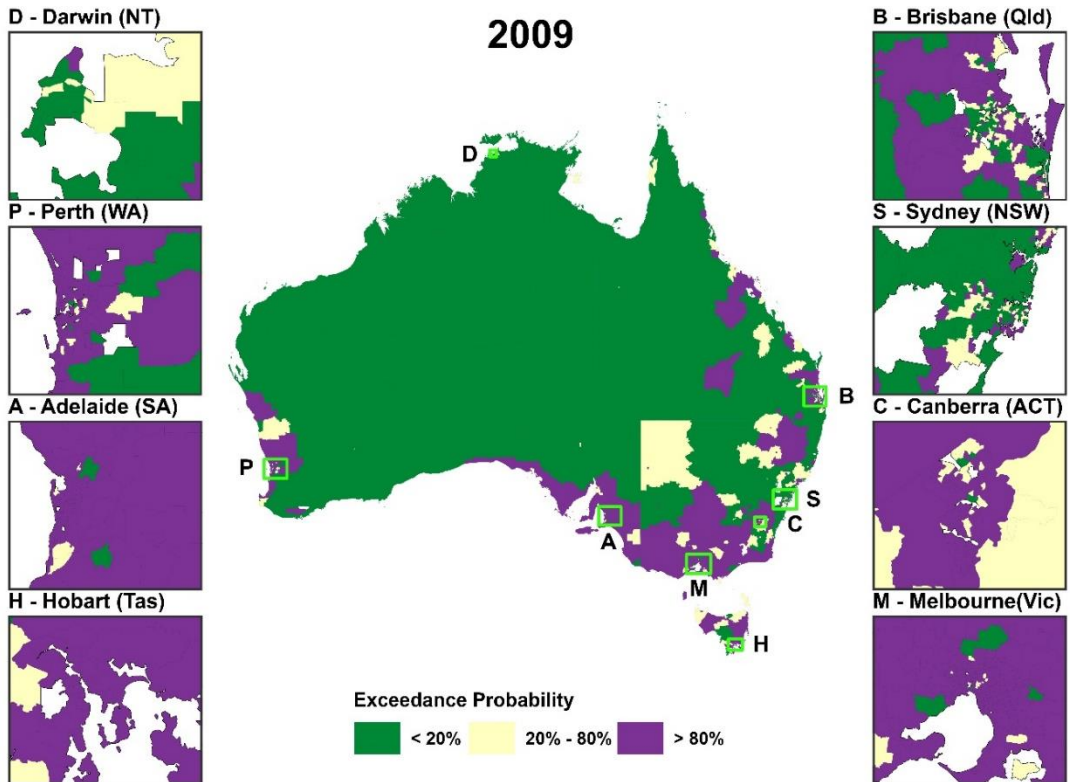 2009
D - Darwin (NT)
P - Perth (WA)
A - Adelaide (SA)
H - Hobart (Tas)
D
P
A
M
H
C
S
B
Exceedance Probability
< 20%
20% - 80%
> 80%
B - Brisbane (Qld)
S - Sydney (NSW)
C - Canberra (ACT)
M - Melbourne(Vic)